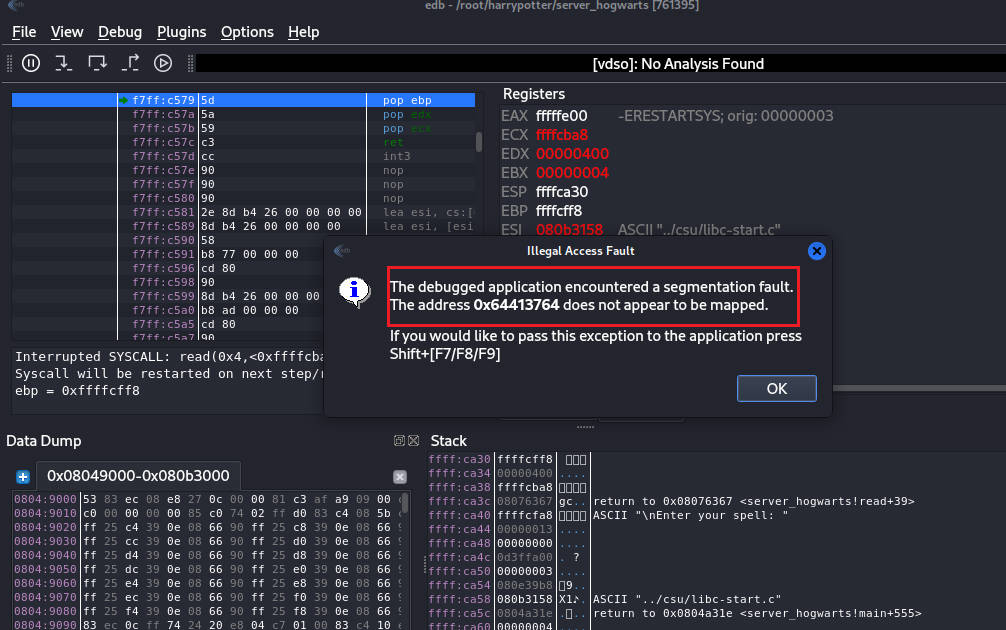 edb - /root/harrypotter/server_hogwarts [761395]
File View Debug Plugins Options Help
[vdso]: No Analysis Found
f7ff:c579 5d pop ebp
f7ff:c57a 5a pop edx
f7ff:c57b 59 pop ecx
f7ff:c57c c3 ret
f7ff:c57d cc int3
f7ff:c57e 90 nop
f7ff:c57f 90 nop
f7ff:c580 90 nop
f7ff:c581 2e 8d b4 26 00 00 00 00 lea esi, cs:[
f7ff:c589 8d b4 26 00 00 00 00 lea esi, [esi
f7ff:c590 58
f7ff:c591 b8 77 00 00 00
f7ff:c596 cd 80
f7ff:c598 90
f7ff:c599 8d b4 26 00 00 00
f7ff:c5a0 b8 ad 00 00 00
f7ff:c5a5 cd 80
f7ff:c5a7 90
Registers
EAX fffffe00 -ERESTARTSYS; orig: 00000003
ECX ffffcba8
EDX 00000400
EBX 00000004
ESP ffffca30
EBP ffffcff8
ESI 080b3158 ASCII "../csu/libc-start.c"
Illegal Access Fault
The debugged application encountered a segmentation fault.
The address 0x64413764 does not appear to be mapped.
If you would like to pass this exception to the application press
Shift+[F7/F8/F9]
OK
Interrupted SYSCALL: read(0x4,<0xffffcba
Syscall will be restarted on next step/r
ebp = 0xffffcff8
Data Dump
0x08049000-0x080b3000
0804:9000 53 83 ec 08 e8 27 0c 00 00 81 c3 af a9 09 00
0804:9010 c0 00 00 00 00 85 c0 74 02 ff d0 83 c4 08 5b
0804:9020 ff 25 c4 39 0e 08 66 90 ff 25 c8 39 0e 08 66
0804:9030 ff 25 cc 39 0e 08 66 90 ff 25 d0 39 0e 08 66
0804:9040 ff 25 d4 39 0e 08 66 90 ff 25 d8 39 0e 08 66
0804:9050 ff 25 dc 39 0e 08 66 90 ff 25 e0 39 0e 08 66
0804:9060 ff 25 e4 39 0e 08 66 90 ff 25 e8 39 0e 08 66
0804:9070 ff 25 ec 39 0e 08 66 90 ff 25 f0 39 0e 08 66
0804:9080 ff 25 f4 39 0e 08 66 90 ff 25 f8 39 0e 08 66
0804:9090 83 ec 0c ff 74 24 20 e8 04 c7 01 00 83 c4 10
Stack
ffff:ca30 ffffcff8
ffff:ca34 00000400 ....
ffff:ca38 ffffcba8
ffff:ca3c 08076367 gc.. return to 0x08076367 <server_hogwarts!read+39>
ffff:ca40 ffffcfa8 ASCII "\nEnter your spell: "
ffff:ca44 00000013 ....
ffff:ca48 00000000 ....
ffff:ca4c 0d3ffa00 . ?
ffff:ca50 00000003 ....
ffff:ca54 080e39b8 9..
ffff:ca58 080b3158 X1♪. ASCII "../csu/libc-start.c"
ffff:ca5c 0804a31e return to 0x0804a31e <server_hogwarts!main+555>
ffff:ca60 00000004